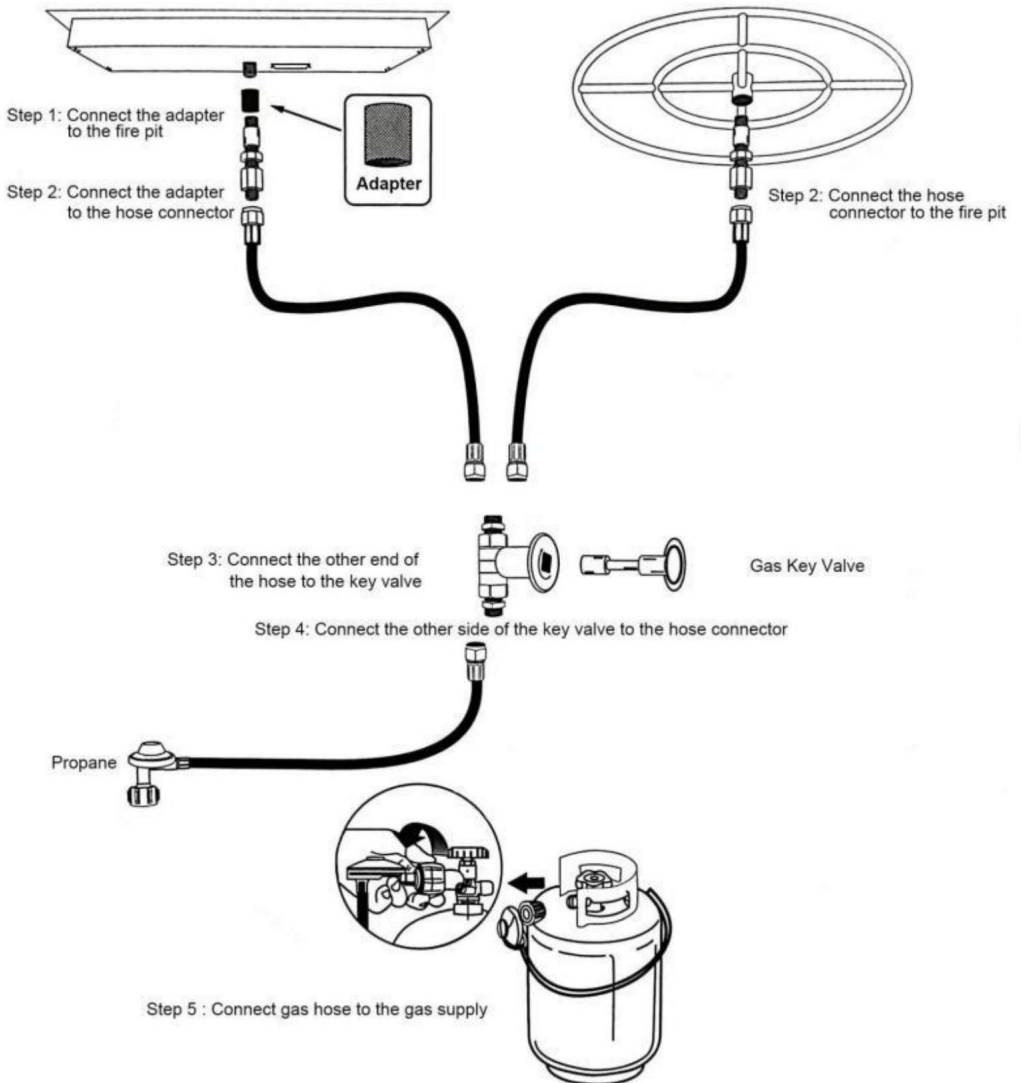 Step 1: Connect the adapter
to the fire pit
Adapter
Step 2: Connect the adapter
to the hose connector
Step 2: Connect the hose
connector to the fire pit
Step 3: Connect the other end of
the hose to the key valve
Gas Key Valve
Step 4: Connect the other side of the key valve to the hose connector
Propane
Step 5 : Connect gas hose to the gas supply